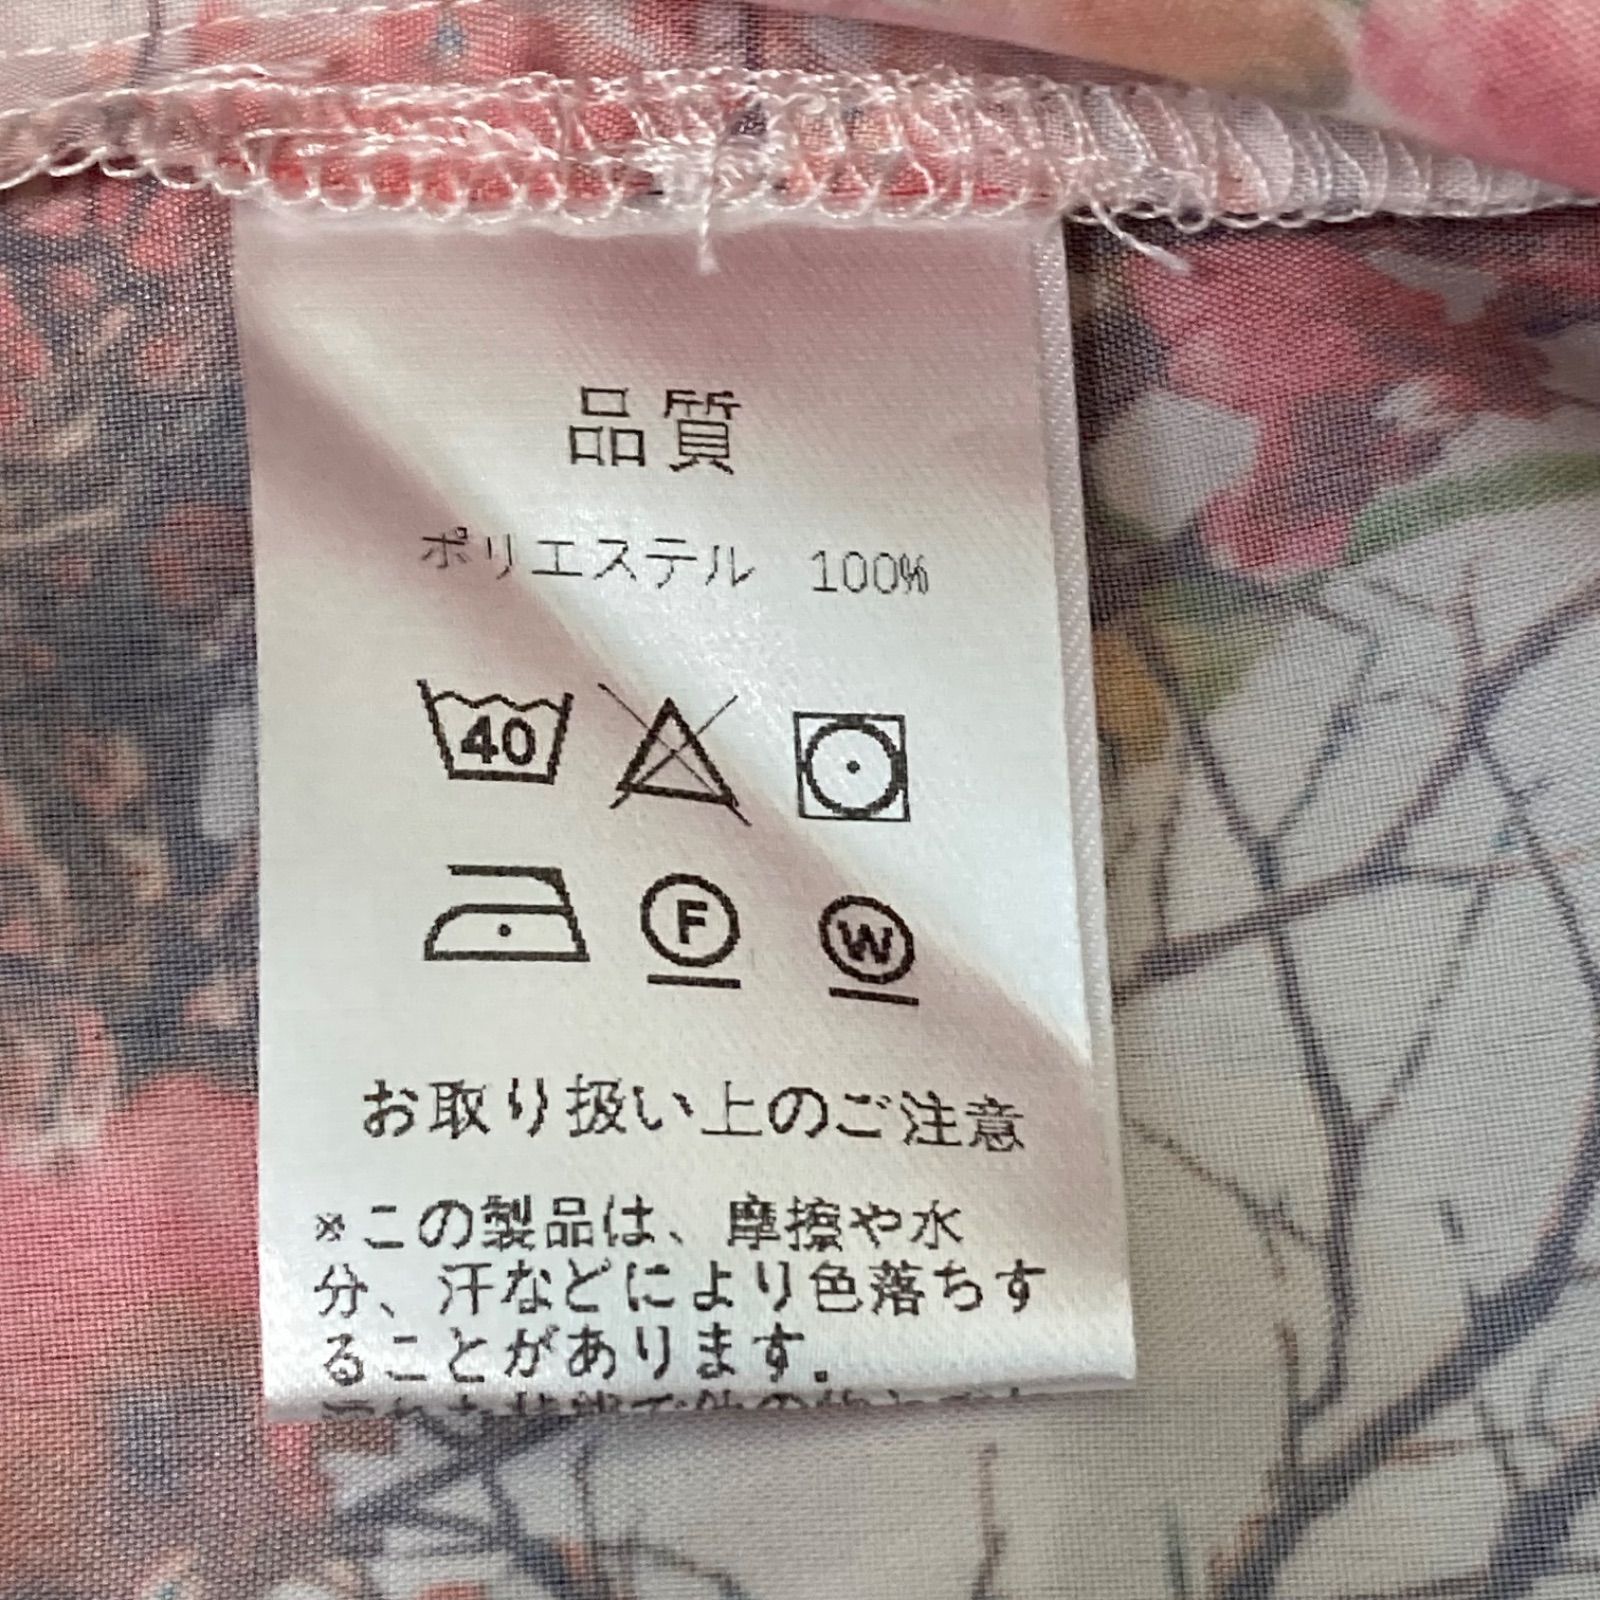 品質
ポリエステル 100%
40
F W
お取り扱い上のご注意
※この製品は、摩擦や水
分、汗などにより色落ちす
ることがあります。